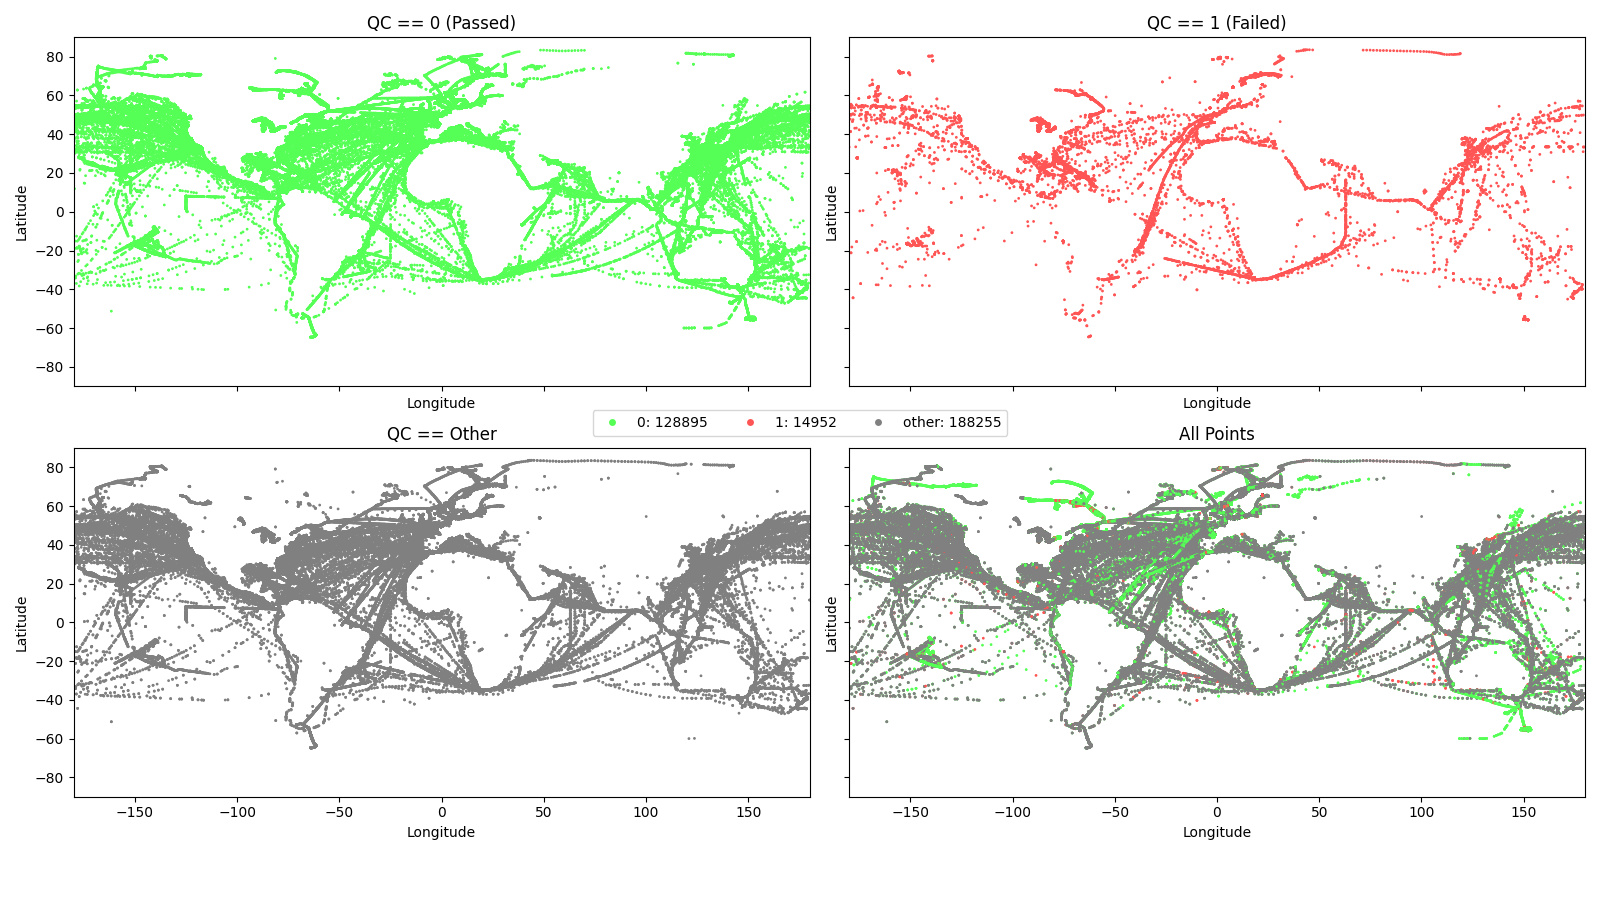 QC == 0 (Passed)
QC == 1 (Failed)
80
60
40
20
0
−20
−40
−60
−80
Latitude
Latitude
Longitude
Longitude
0: 128895
1: 14952
other: 188255
QC == Other
All Points
80
60
40
20
0
−20
−40
−60
−80
Latitude
Latitude
−150
−100
−50
0
50
100
150
−150
−100
−50
0
50
100
150
Longitude
Longitude